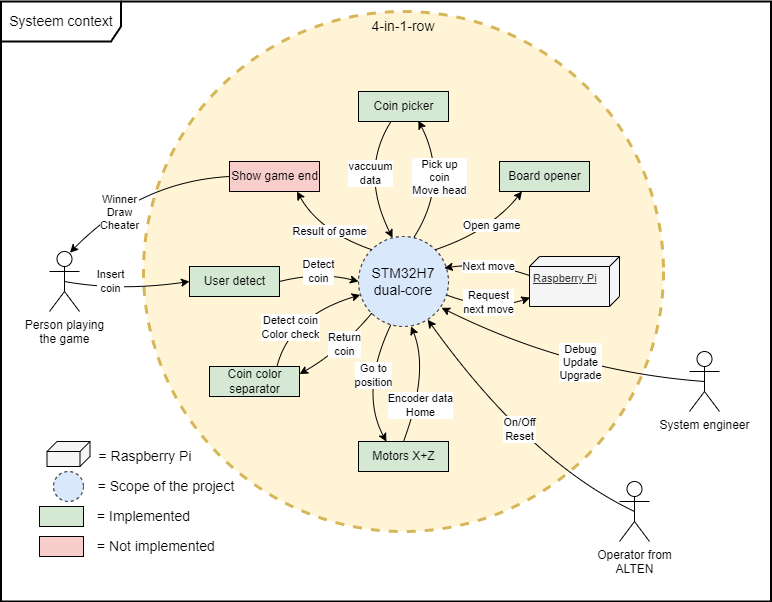 Systeem context
4-in-1-row
Coin picker
vaccuum
data
Pick up
coin
Move head
Show game end
Board opener
Winner
Draw
Cheater
Result of game
Open game
Insert
coin
User detect
Detect
coin
STM32H7
dual-core
Next move
Raspberry Pi
Request
next move
Person playing
the game
Detect coin
Color check
Return
coin
Coin color
separator
Go to
position
Encoder data
Home
Debug
Update
Upgrade
System engineer
On/Off
Reset
Motors X+Z
= Raspberry Pi
= Scope of the project
= Implemented
= Not implemented
Operator from
ALTEN